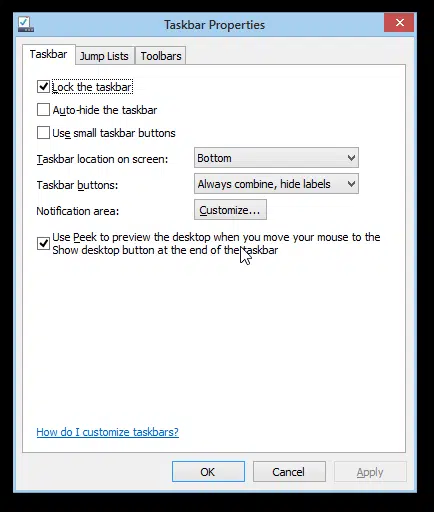 Taskbar Properties
Taskbar
Jump Lists
Toolbars
Lock the taskbar
Auto-hide the taskbar
Use small taskbar buttons
Taskbar location on screen:
Bottom
Taskbar buttons:
Always combine, hide labels
Notification area:
Customize...
Use Peek to preview the desktop when you move your mouse to the
Show desktop button at the end of the taskbar
How do I customize taskbars?
OK
Cancel
Apply